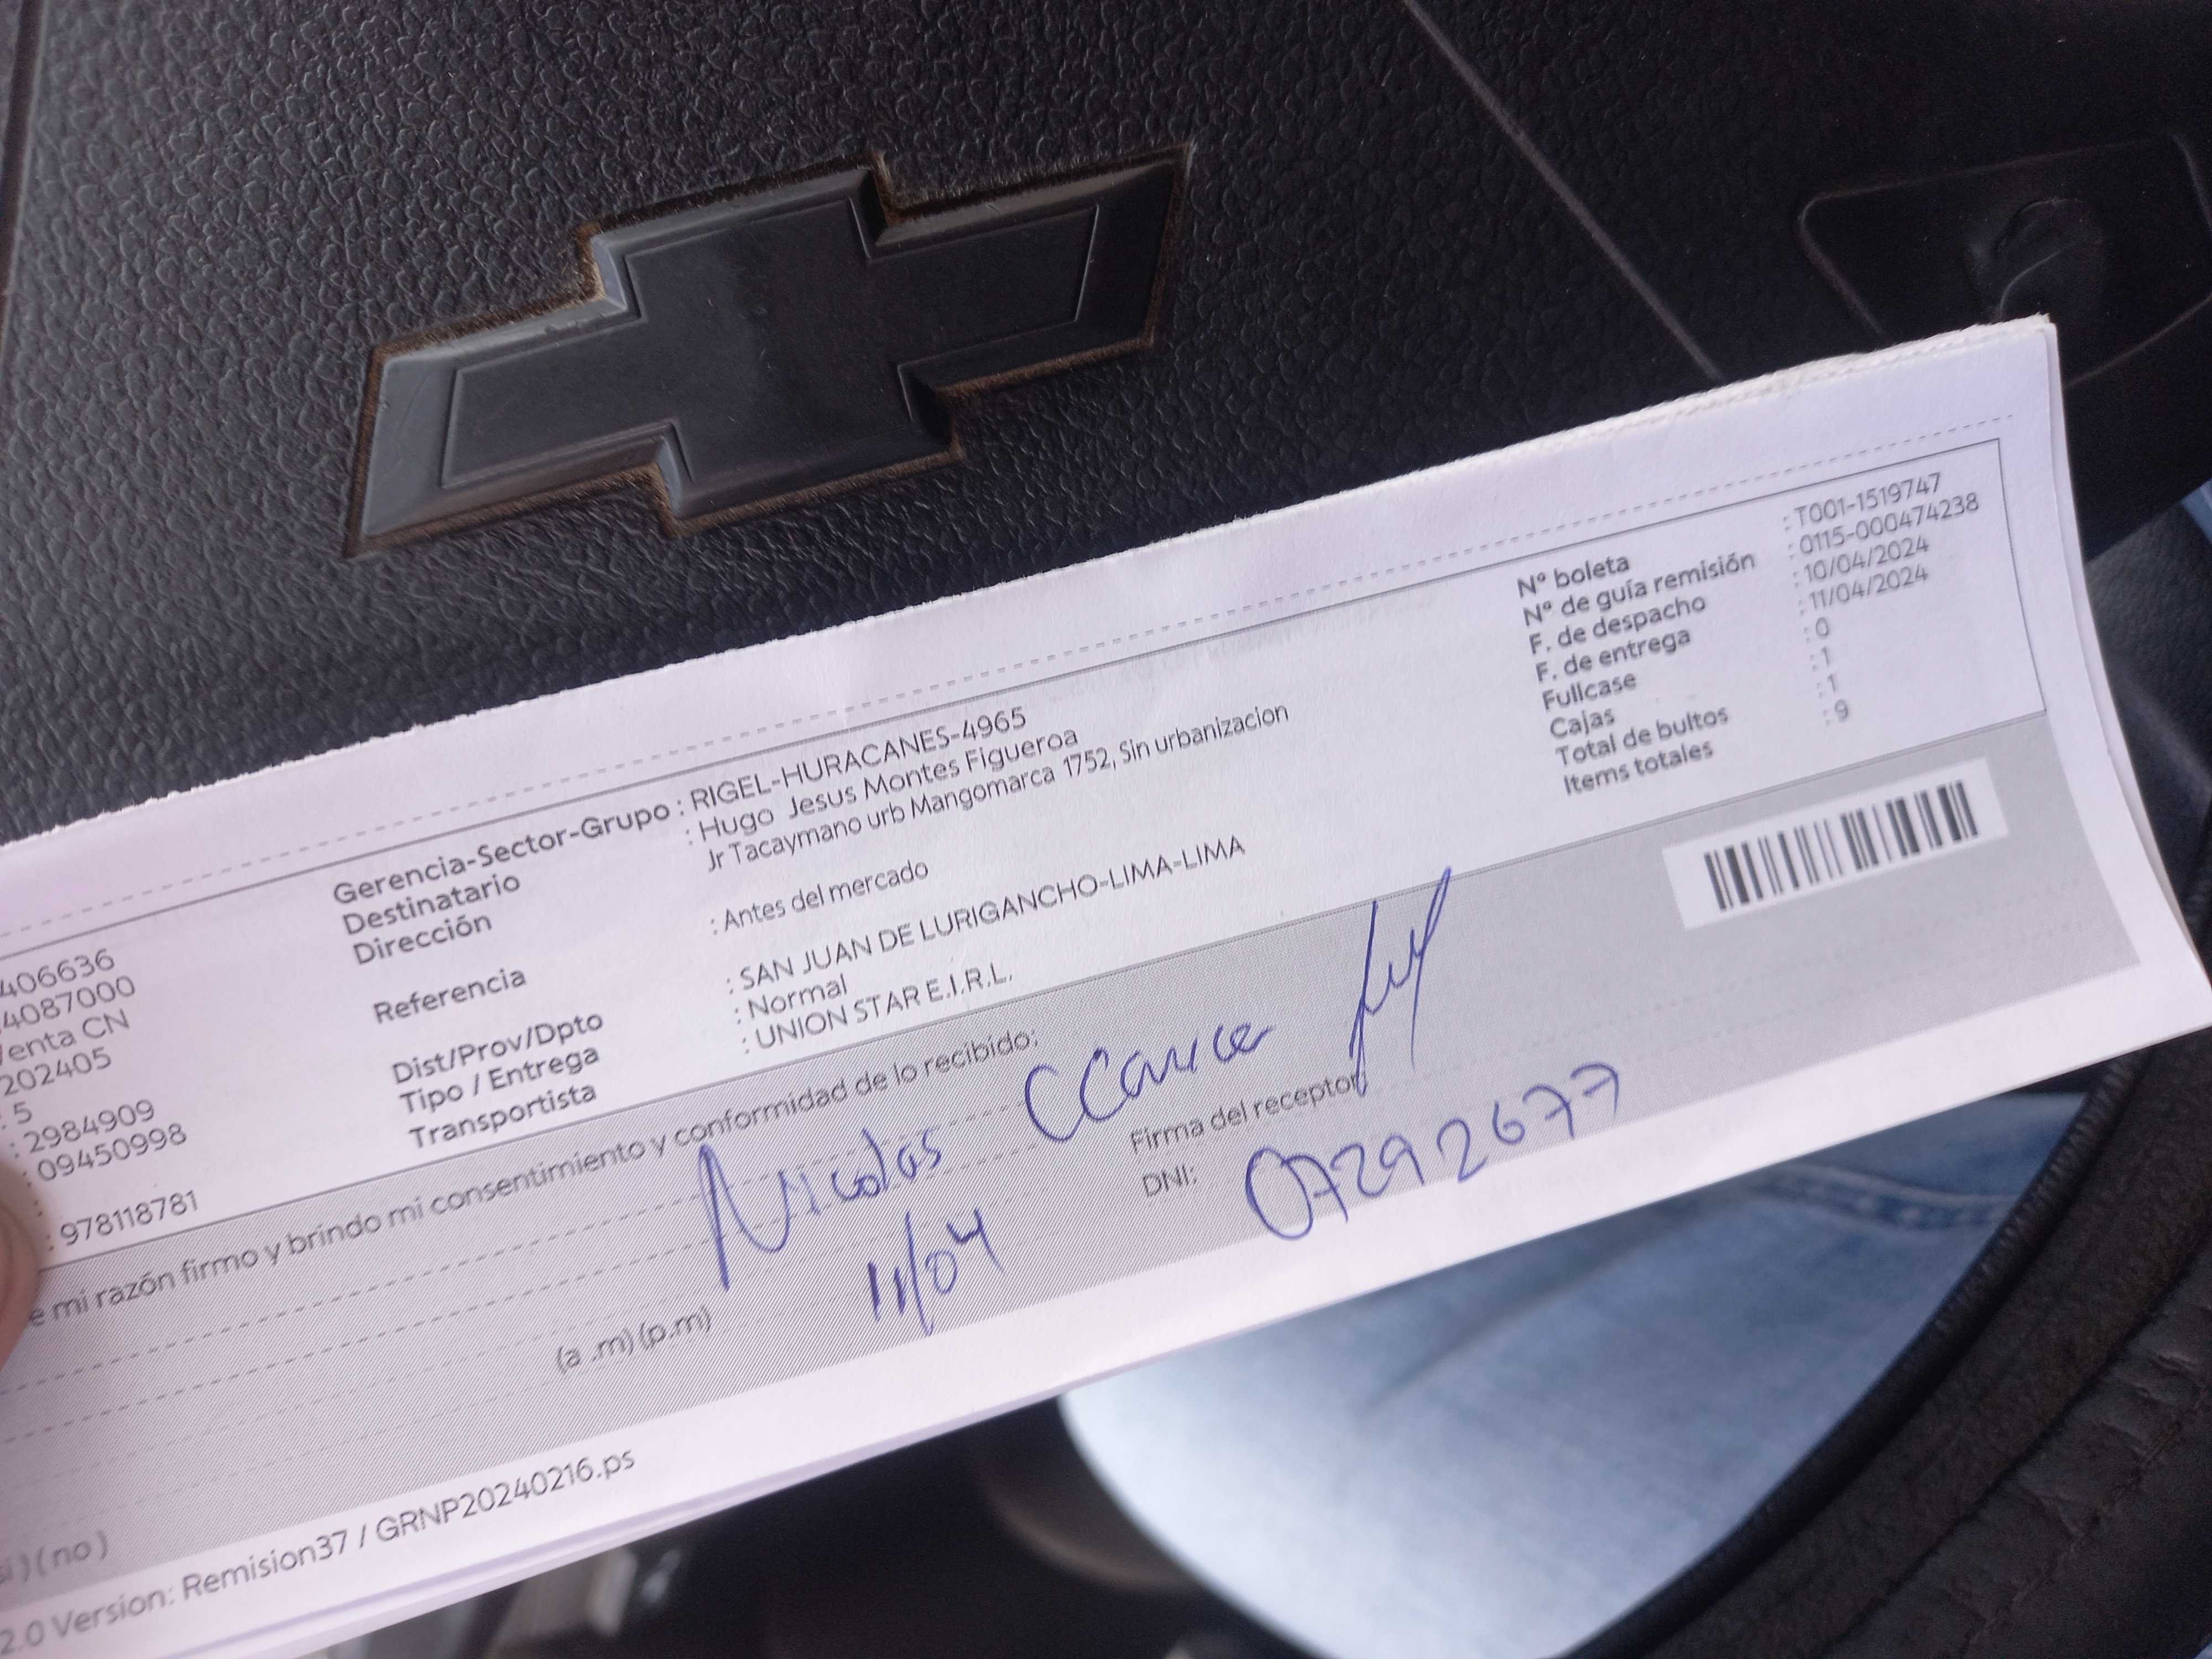 Nº boleta : T001-1519747
Nº de guía remisión : 0115-000474238
F. de despacho : 10/04/2024
F. de entrega : 11/04/2024
Fullcase : 0
Cajas : 1
Total de bultos : 1
Items totales : 9
Gerencia-Sector-Grupo : RIGEL-HURACANES-4965
Destinatario : Hugo Jesus Montes Figueroa
Dirección Jr Tacaymano urb Mangomarca 1752, Sin urbanizacion
Referencia : Antes del mercado
Dist/Prov/Dpto : SAN JUAN DE LURIGANCHO-LIMA-LIMA
Tipo / Entrega : Normal
Transportista : UNION STAR E.I.R.L.
406636
4087000
Venta CN
202405
: 5
: 2984909
: 09450998
:
: 978118781
e mi razón firmo y brindo mi consentimiento y conformidad de lo recibido:
Nicolás
Firma del receptor
DNI: 07292677
(a .m) (p.m) 11/04
si ) ( no )
2.0 Version: Remision37 / GRNP20240216.ps